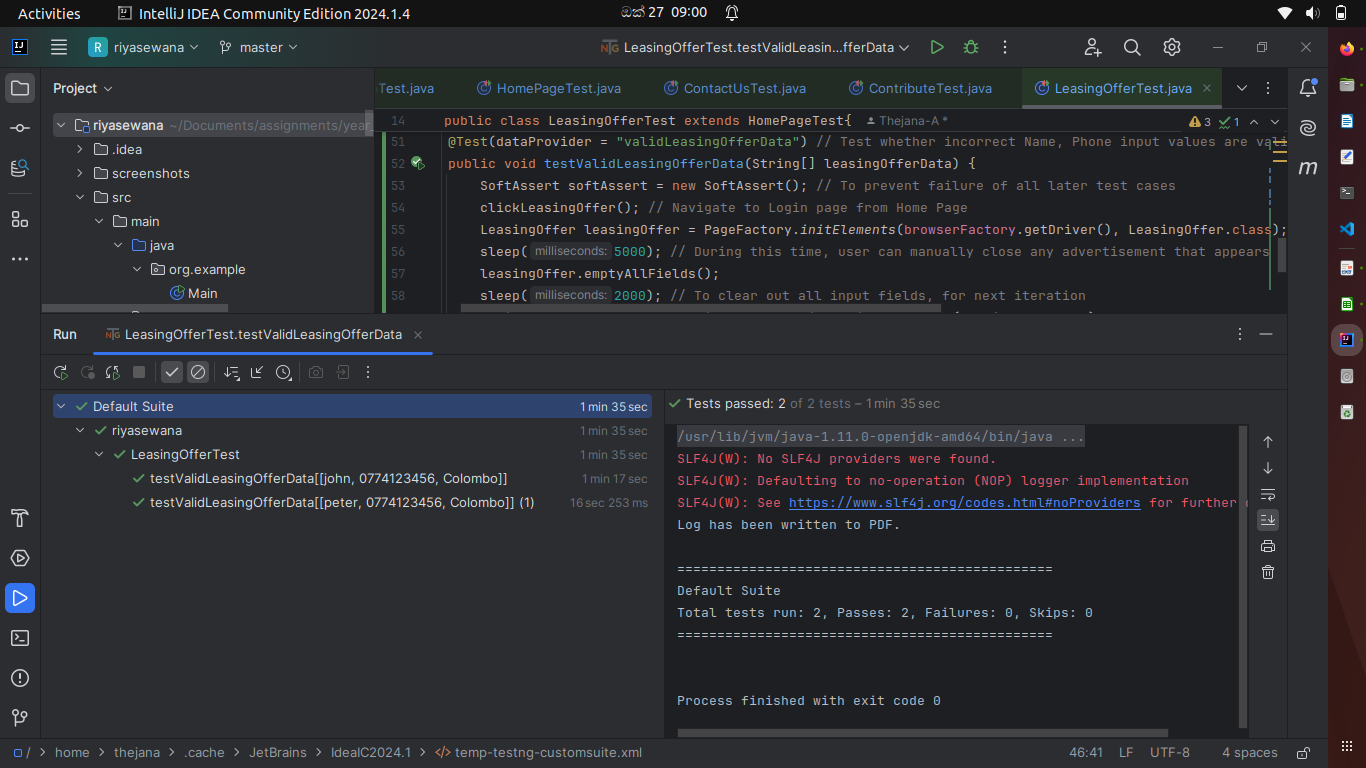 Activities
IntelliJ IDEA Community Edition 2024.1.4
ඔක් 27 09:00
R riyasewana
master
LeasingOfferTest.testValidLeasin...fferData
Project
Test.java
HomePageTest.java
ContactUsTest.java
ContributeTest.java
LeasingOfferTest.java
riyasewana ~/Documents/assignments/year_
.idea
screenshots
src
main
java
org.example
Main
3
1
14 public class LeasingOfferTest extends HomePageTest{ Thejana-A *
51 @Test(dataProvider = "validLeasingOfferData") // Test whether incorrect Name, Phone input values are vali
52 public void testValidLeasingOfferData(String[] leasingOfferData) {
53 SoftAssert softAssert = new SoftAssert(); // To prevent failure of all later test cases
54 clickLeasingOffer(); // Navigate to Login page from Home Page
55 LeasingOffer leasingOffer = PageFactory.initElements(browserFactory.getDriver(), LeasingOffer.class);
56 sleep( milliseconds: 5000); // During this time, user can manually close any advertisement that appears
57 leasingOffer.emptyAllFields();
58 sleep( milliseconds: 2000); // To clear out all input fields, for next iteration
Run
LeasingOfferTest.testValidLeasingOfferData
Default Suite 1 min 35 sec
riyasewana 1 min 35 sec
LeasingOfferTest 1 min 35 sec
testValidLeasingOfferData[[john, 0774123456, Colombo]] 1 min 17 sec
testValidLeasingOfferData[[peter, 0774123456, Colombo]] (1) 16 sec 253 ms
Tests passed: 2 of 2 tests – 1 min 35 sec
/usr/lib/jvm/java-1.11.0-openjdk-amd64/bin/java ...
SLF4J(W): No SLF4J providers were found.
SLF4J(W): Defaulting to no-operation (NOP) logger implementation
SLF4J(W): See https://www.slf4j.org/codes.html#noProviders for further
Log has been written to PDF.
===============================================
Default Suite
Total tests run: 2, Passes: 2, Failures: 0, Skips: 0
===============================================
Process finished with exit code 0
/ > home > thejana > .cache > JetBrains > IdealC2024.1 > temp-testng-customsuite.xml
46:41 LF UTF-8 4 spaces